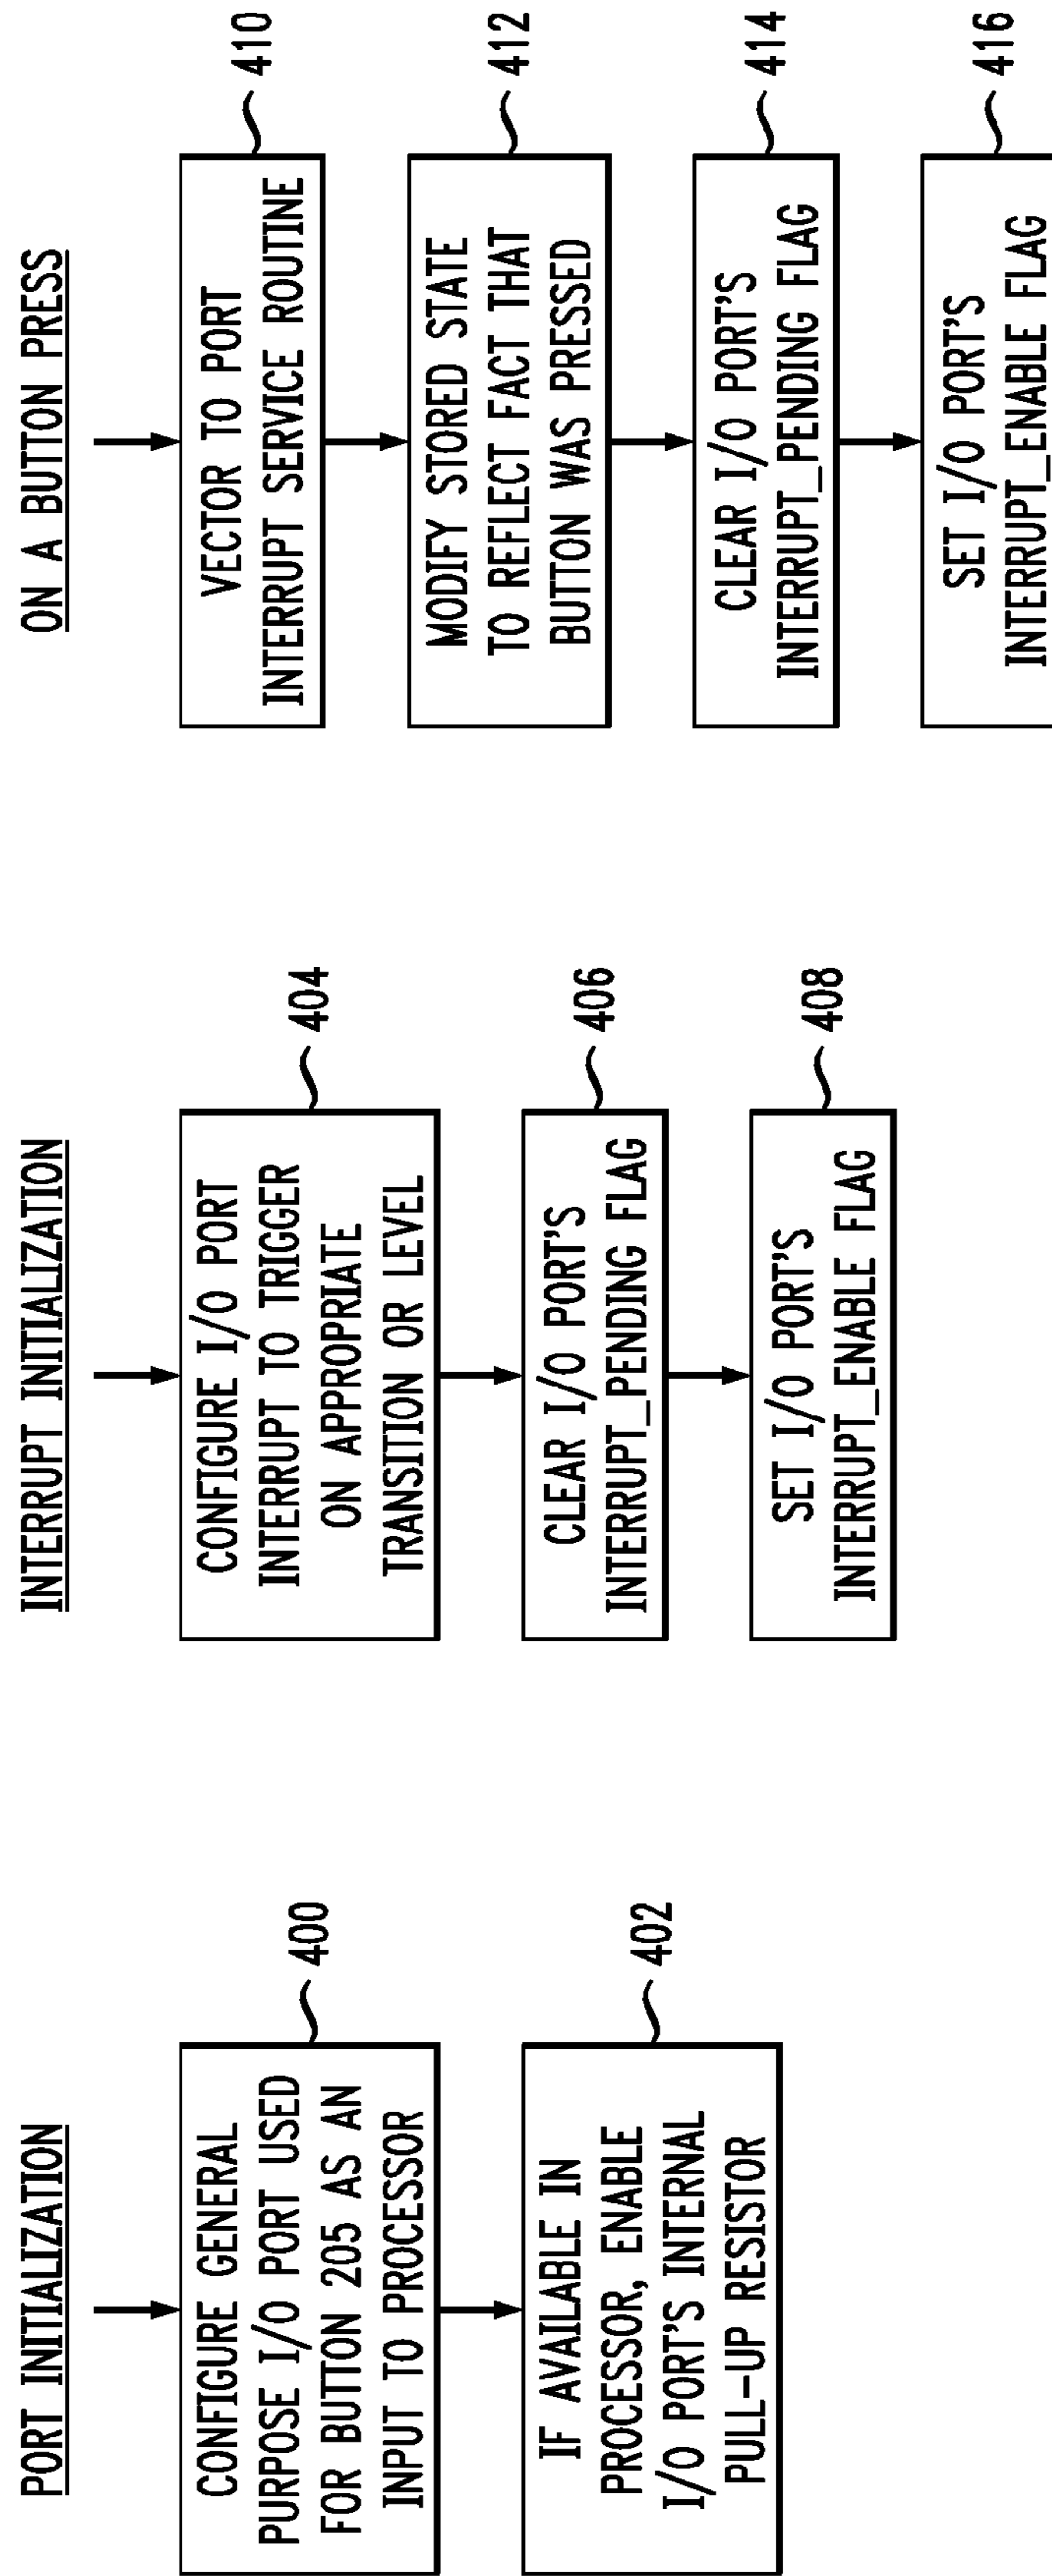 PORT INITIALIZATION
CONFIGURE GENERAL
PURPOSE I/O PORT USED
FOR BUTTON 205 AS AN
INPUT TO PROCESSOR
400
IF AVAILABLE IN
PROCESSOR, ENABLE
I/O PORT'S INTERNAL
PULL-UP RESISTOR
402
INTERRUPT INITIALIZATION
CONFIGURE I/O PORT
INTERRUPT TO TRIGGER
ON APPROPRIATE
TRANSITION OR LEVEL
404
CLEAR I/O PORT'S
INTERRUPT_PENDING FLAG
406
SET I/O PORT'S
INTERRUPT_ENABLE FLAG
408
ON A BUTTON PRESS
VECTOR TO PORT
INTERRUPT SERVICE ROUTINE
410
MODIFY STORED STATE
TO REFLECT FACT THAT
BUTTON WAS PRESSED
412
CLEAR I/O PORT'S
INTERRUPT_PENDING FLAG
414
SET I/O PORT'S
INTERRUPT_ENABLE FLAG
416